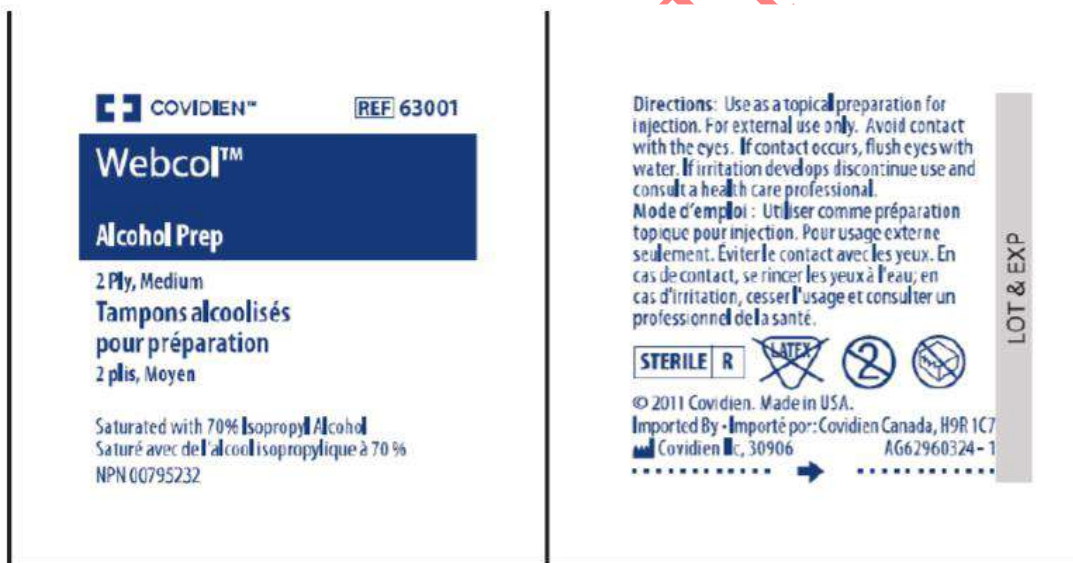 COVIDIEN™
REF 63001
Webcol™
Alcohol Prep
2 Ply, Medium
Tampons alcoolisés
pour préparation
2 plis, Moyen
Saturated with 70% Isopropyl Alcohol
Saturé avec de l'alcool isopropylique à 70 %
NPN 00795232
Directions: Use as a topical preparation for
injection. For external use only. Avoid contact
with the eyes. If contact occurs, flush eyes with
water. If irritation develops discontinue use and
consult a health care professional.
Mode d'emploi : Utiliser comme préparation
topique pour injection. Pour usage externe
seulement. Éviter le contact avec les yeux. En
cas de contact, se rincer les yeux à l'eau; en
cas d'irritation, cesser l'usage et consulter un
professionnel de la santé.
STERILE R
LATEX
2
© 2011 Covidien. Made in USA.
Imported By - Importé por: Covidien Canada, H9R 1C7
Covidien llc, 30906 AG62960324-1
LOT & EXP